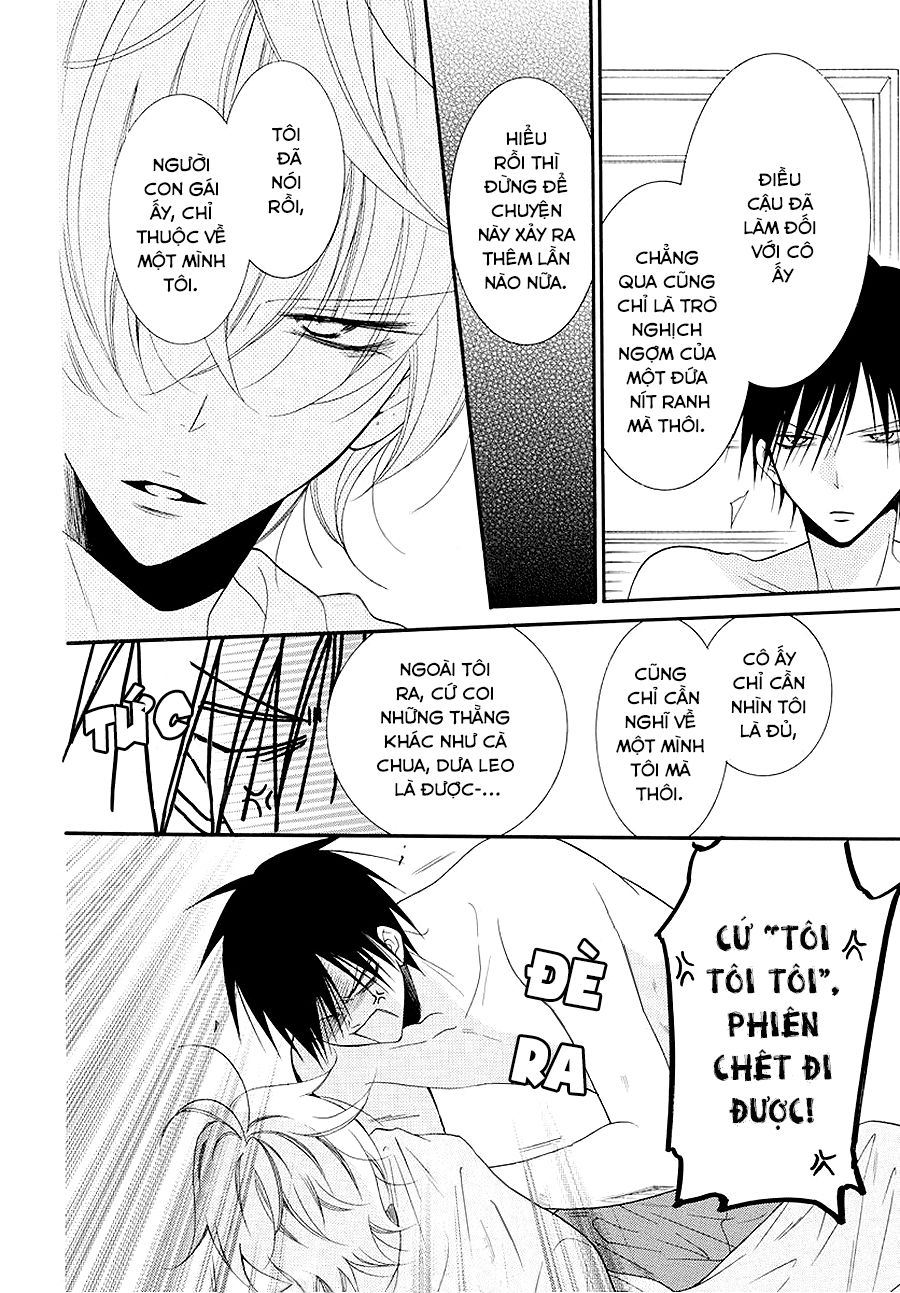 ĐIỀU
CẬU ĐÃ
LÀM ĐỐI
VỚI CÔ
ẤY
CHẲNG
QUA CŨNG
CHỈ LÀ TRÒ
NGHỊCH
NGỢM CỦA
MỘT ĐỨA
NÍT RANH
MÀ THÔI.
HIỂU
RỒI THÌ
ĐỪNG ĐỂ
CHUYỆN
NÀY XẢY RA
THÊM LẦN
NÀO NỮA.
TÔI
ĐÃ
NÓI
RỒI,
NGƯỜI
CON GÁI
ẤY, CHỈ
THUỘC VỀ
MỘT MÌNH
TÔI.
CÔ ẤY
CHỈ CẦN
NHÌN TÔI
LÀ ĐỦ,
CŨNG
CHỈ CẦN
NGHĨ VỀ
MỘT MÌNH
TÔI MÀ
THÔI.
NGOÀI TÔI
RA, CỨ COI
NHỮNG THẰNG
KHÁC NHƯ CÀ
CHUA, DƯA LEO
LÀ ĐƯỢC-...
TỨC
CỨ "TÔI
TÔI TÔI",
PHIỀN
CHẾT ĐI
ĐƯỢC!
ĐÈ
RA